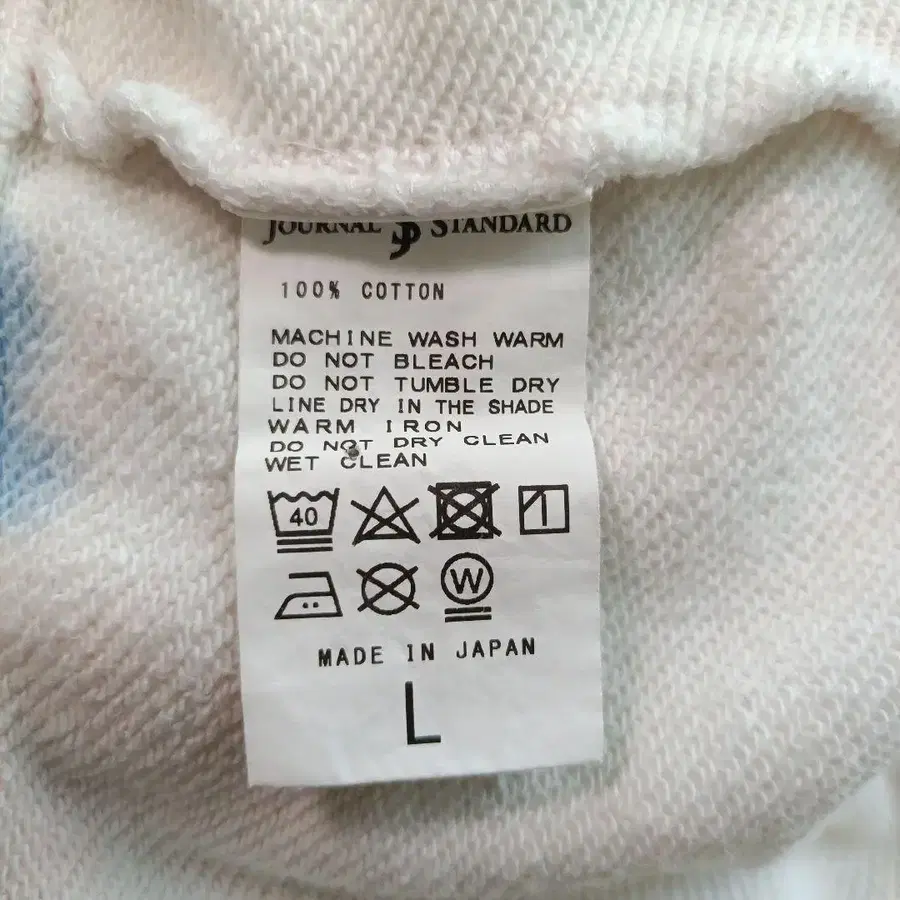 JOURNAL JS STANDARD
100% COTTON
MACHINE WASH WARM
DO NOT BLEACH
DO NOT TUMBLE DRY
LINE DRY IN THE SHADE
WARM IRON
DO NOT DRY CLEAN
WET CLEAN
40
W
MADE IN JAPAN
L